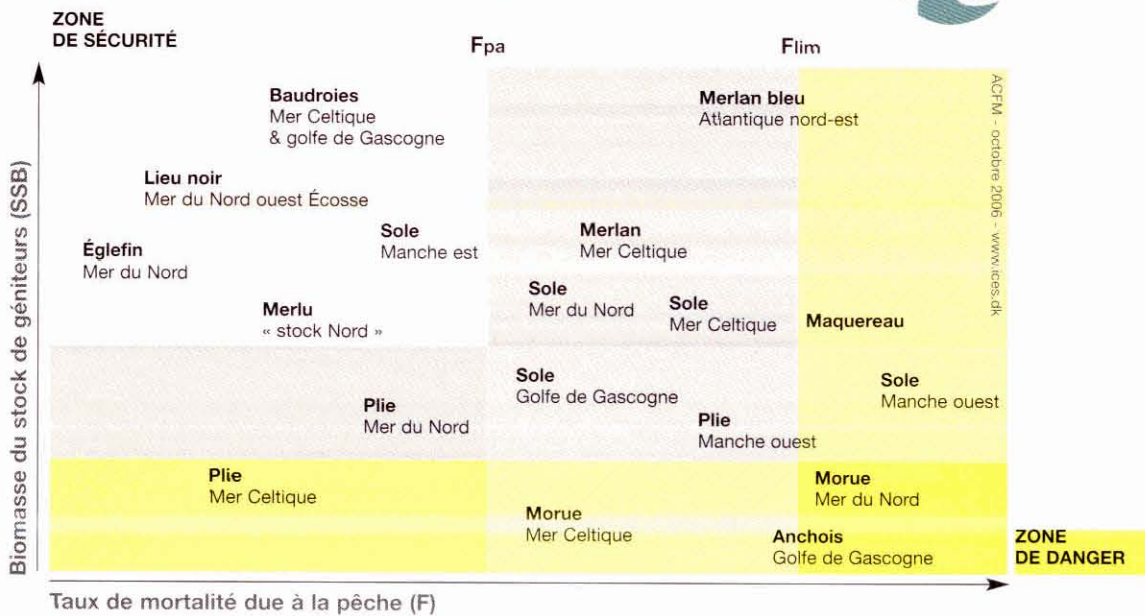 ZONE
DE SÉCURITÉ
Fpa
Flim
Baudroies
Mer Celtique
& golfe de Gascogne
Merlan bleu
Atlantique nord-est
ACFM - octobre 2006 - www.ices.dk
Lieu noir
Mer du Nord ouest Écosse
Églefin
Mer du Nord
Sole
Manche est
Merlan
Mer Celtique
Merlu
« stock Nord »
Sole
Mer du Nord
Sole
Mer Celtique
Maquereau
Sole
Golfe de Gascogne
Sole
Manche ouest
Plie
Mer du Nord
Plie
Manche ouest
Plie
Mer Celtique
Morue
Mer du Nord
Morue
Mer Celtique
Anchois
Golfe de Gascogne
ZONE
DE DANGER
Biomasse du stock de géniteurs (SSB)
Taux de mortalité due à la pêche (F)